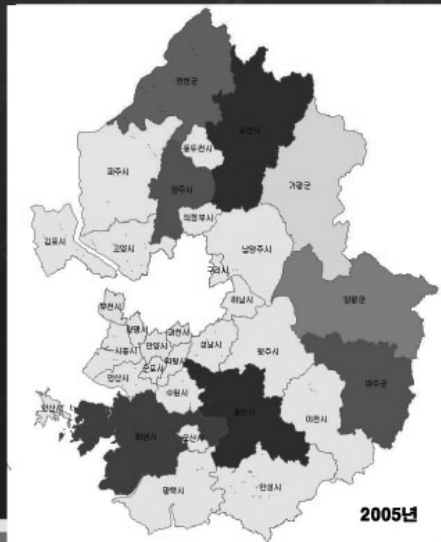 연천군
포천시
동두천시
파주시
양주시
가평군
의정부시
김포시
고양시
남양주시
구리시
양평군
하남시
부천시
광명시
과천시
안양시
성남시
시흥시
의왕시
광주시
군포시
안산시
여주군
수원시
용인시
이천시
안산시
화성시
오산시
평택시
안성시
2005년